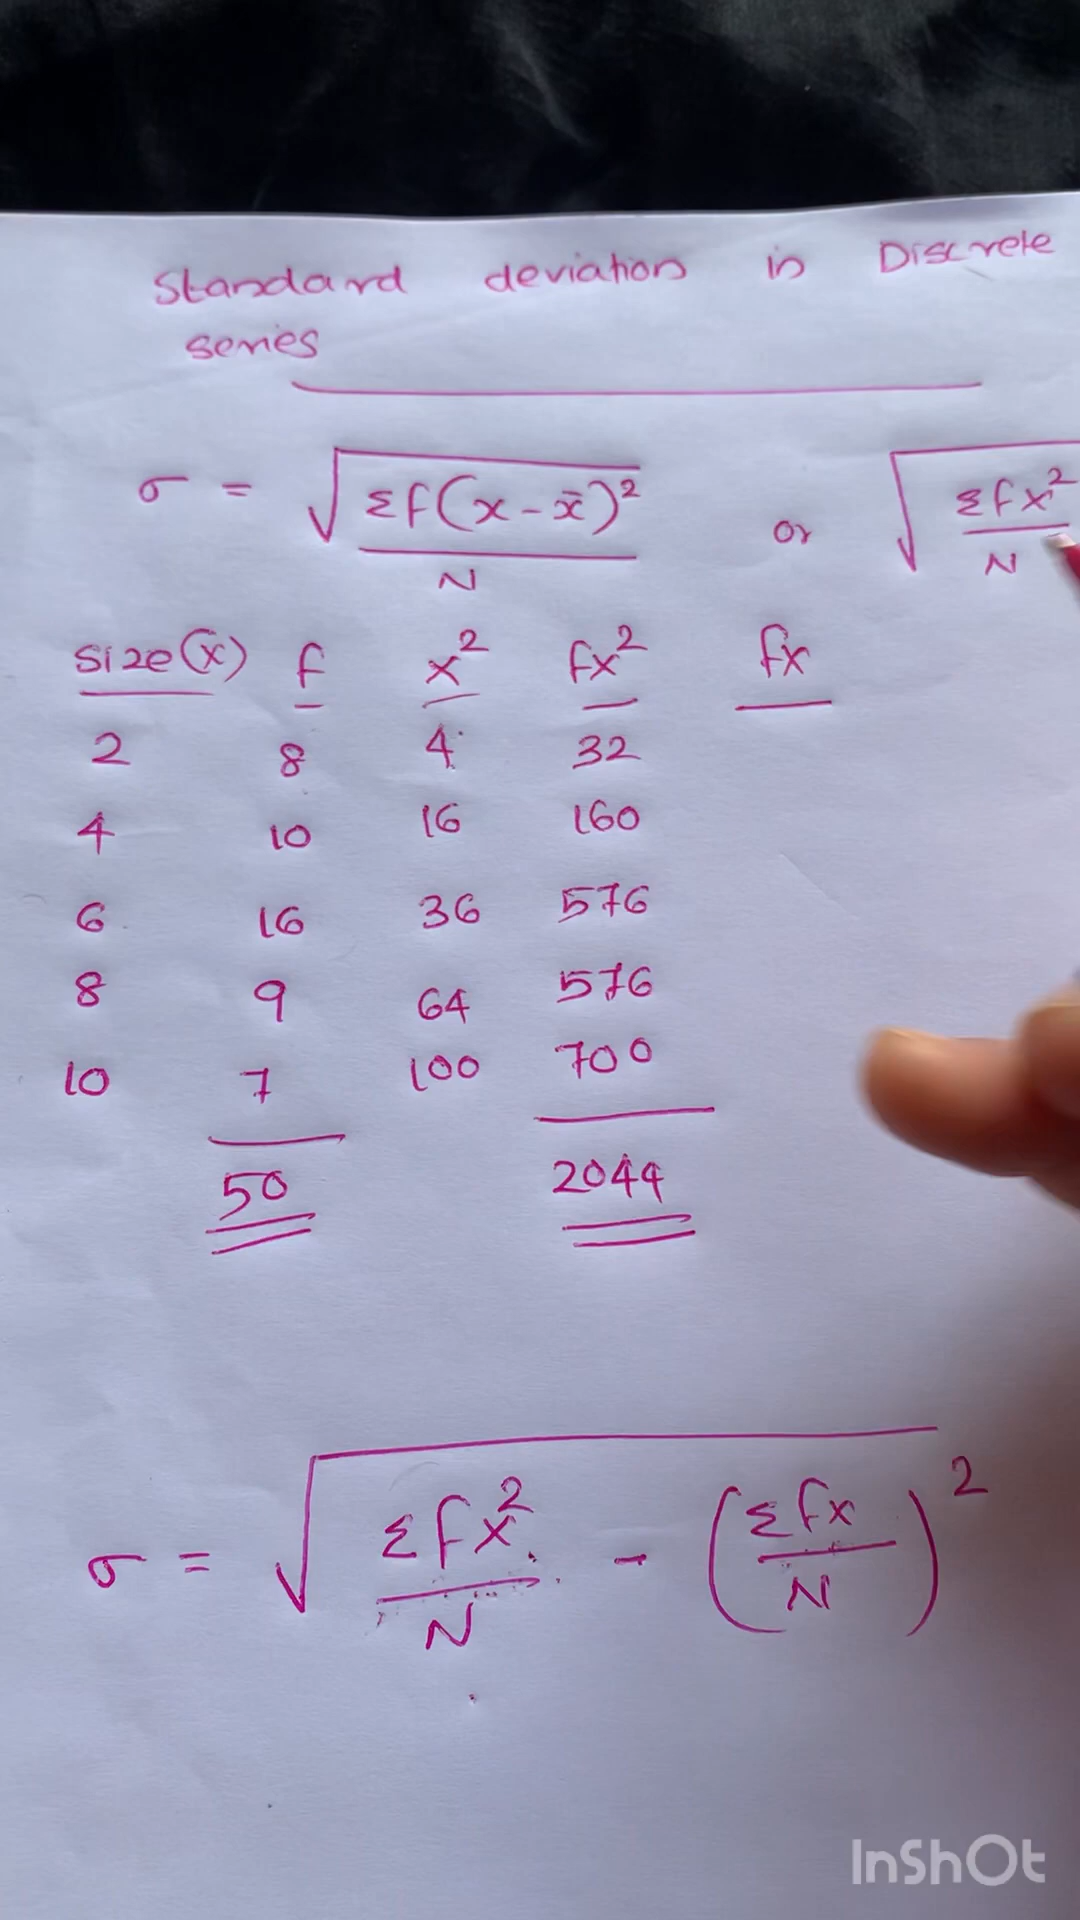 Standard deviation in Discrete
series
σ = √Σf(x-x̄)²/N or √Σfx²/N
Size(x) f x² fx² fx
2 8 4 32
4 10 16 160
6 16 36 576
8 9 64 576
10 7 100 700
50 2044
σ = √Σfx²/N - (Σfx/N)²
InShOt